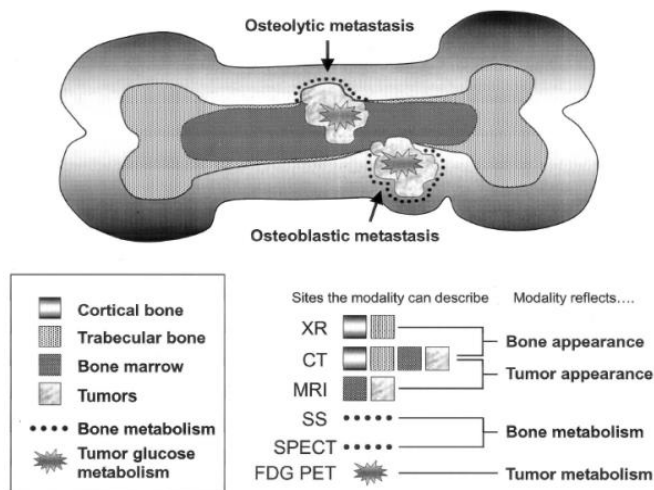 Osteolytic metastasis
Osteoblastic metastasis
Cortical bone
Trabecular bone
Bone marrow
Tumors
Bone metabolism
Tumor glucose
metabolism
Sites the modality can describe Modality reflects....
XR
Bone appearance
CT
Tumor appearance
MRI
SS
Bone metabolism
SPECT
FDG PET Tumor metabolism